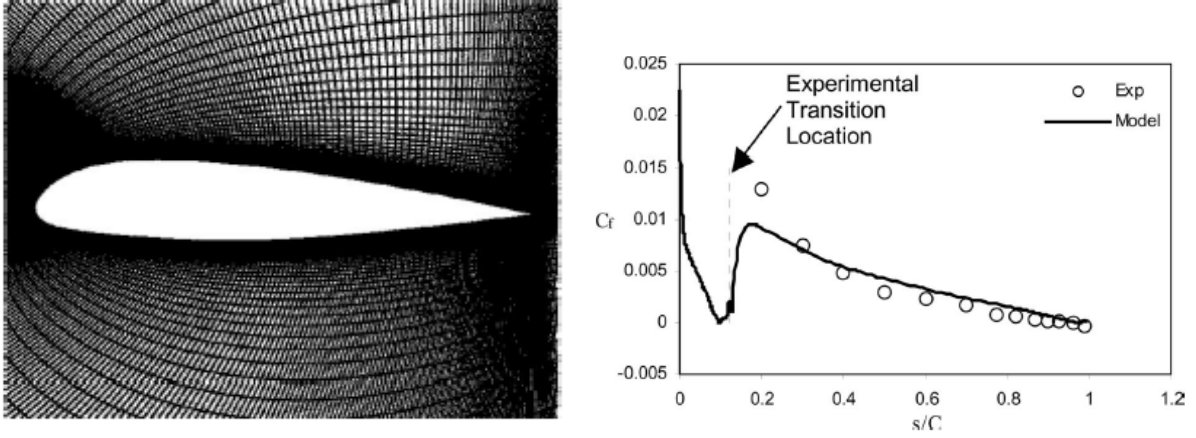 0.025
0.02
0.015
0.01
0.005
0
-0.005
Cf
Experimental
Transition
Location
Exp
Model
0 0.2 0.4 0.6 0.8 1 1.2
s/C